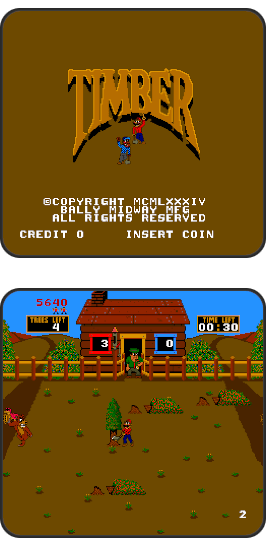 TIMBER
©COPYRIGHT MCMLXXXIV
BALLY MIDWAY MFG
ALL RIGHTS RESERVED
CREDIT 0 INSERT COIN
5640
TREES LEFT
4
TIME LEFT
00:30
3
0
2